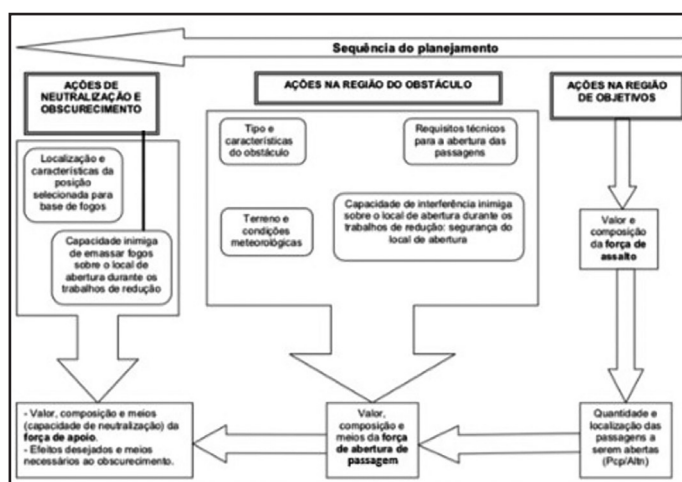 Sequência do planejamento
AÇÕES DE
NEUTRALIZAÇÃO E
OBSCURECIMENTO
AÇÕES NA REGIÃO DO OBSTÁCULO
AÇÕES NA REGIÃO
DE OBJETIVOS
Localização e
características da
posição
selecionada para
base de fogos
Capacidade inimiga
de emassar fogos
sobre o local de
abertura durante os
trabalhos de redução
Tipo e
características
do obstáculo
Requisitos técnicos
para a abertura das
passagens
Terreno e
condições
meteorológicas
Capacidade de interferência inimiga
sobre o local de abertura durante os
trabalhos de redução: segurança do
local de abertura
Valor e
composição
da força de
assalto
- Valor, composição e meios
(capacidade de neutralização) da
força de apoio.
- Efeitos desejados e meios
necessários ao obscurecimento.
Valor,
composição e
meios da força
de abertura de
passagem
Quantidade e
localização das
passagens a
serem abertas
(Pcp/Altn)